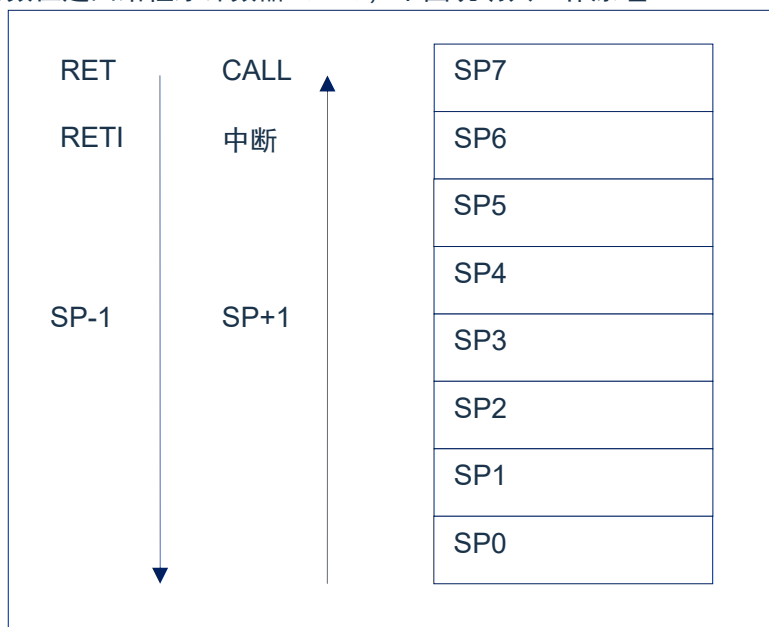 RET CALL SP7
RETI 中断 SP6
SP5
SP4
SP-1 SP+1
SP3
SP2
SP1
SP0